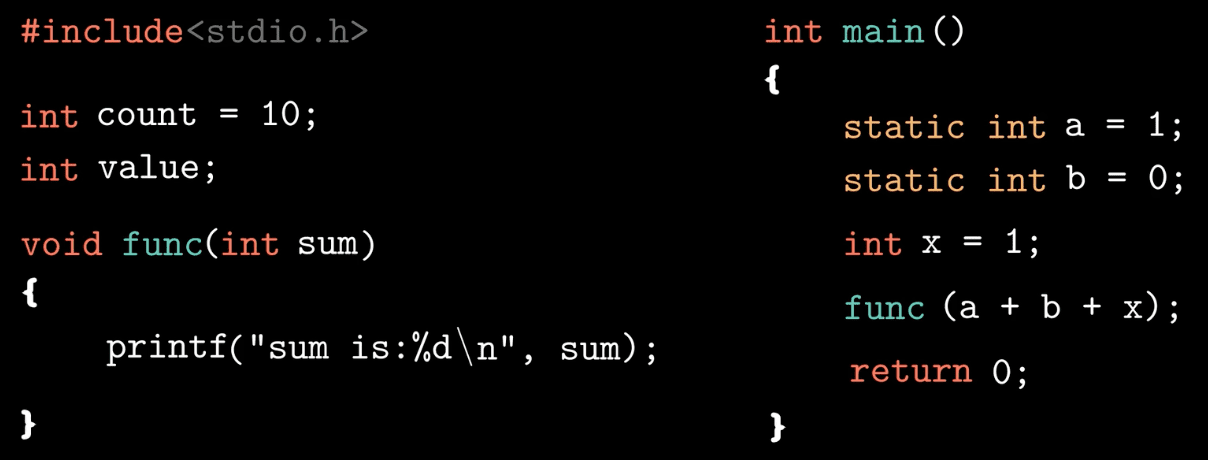 #include<stdio.h>
int count = 10;
int value;
void func(int sum)
{
printf("sum is:%d\n", sum);
}
int main()
{
static int a = 1;
static int b = 0;
int x = 1;
func (a + b + x);
return 0;
}